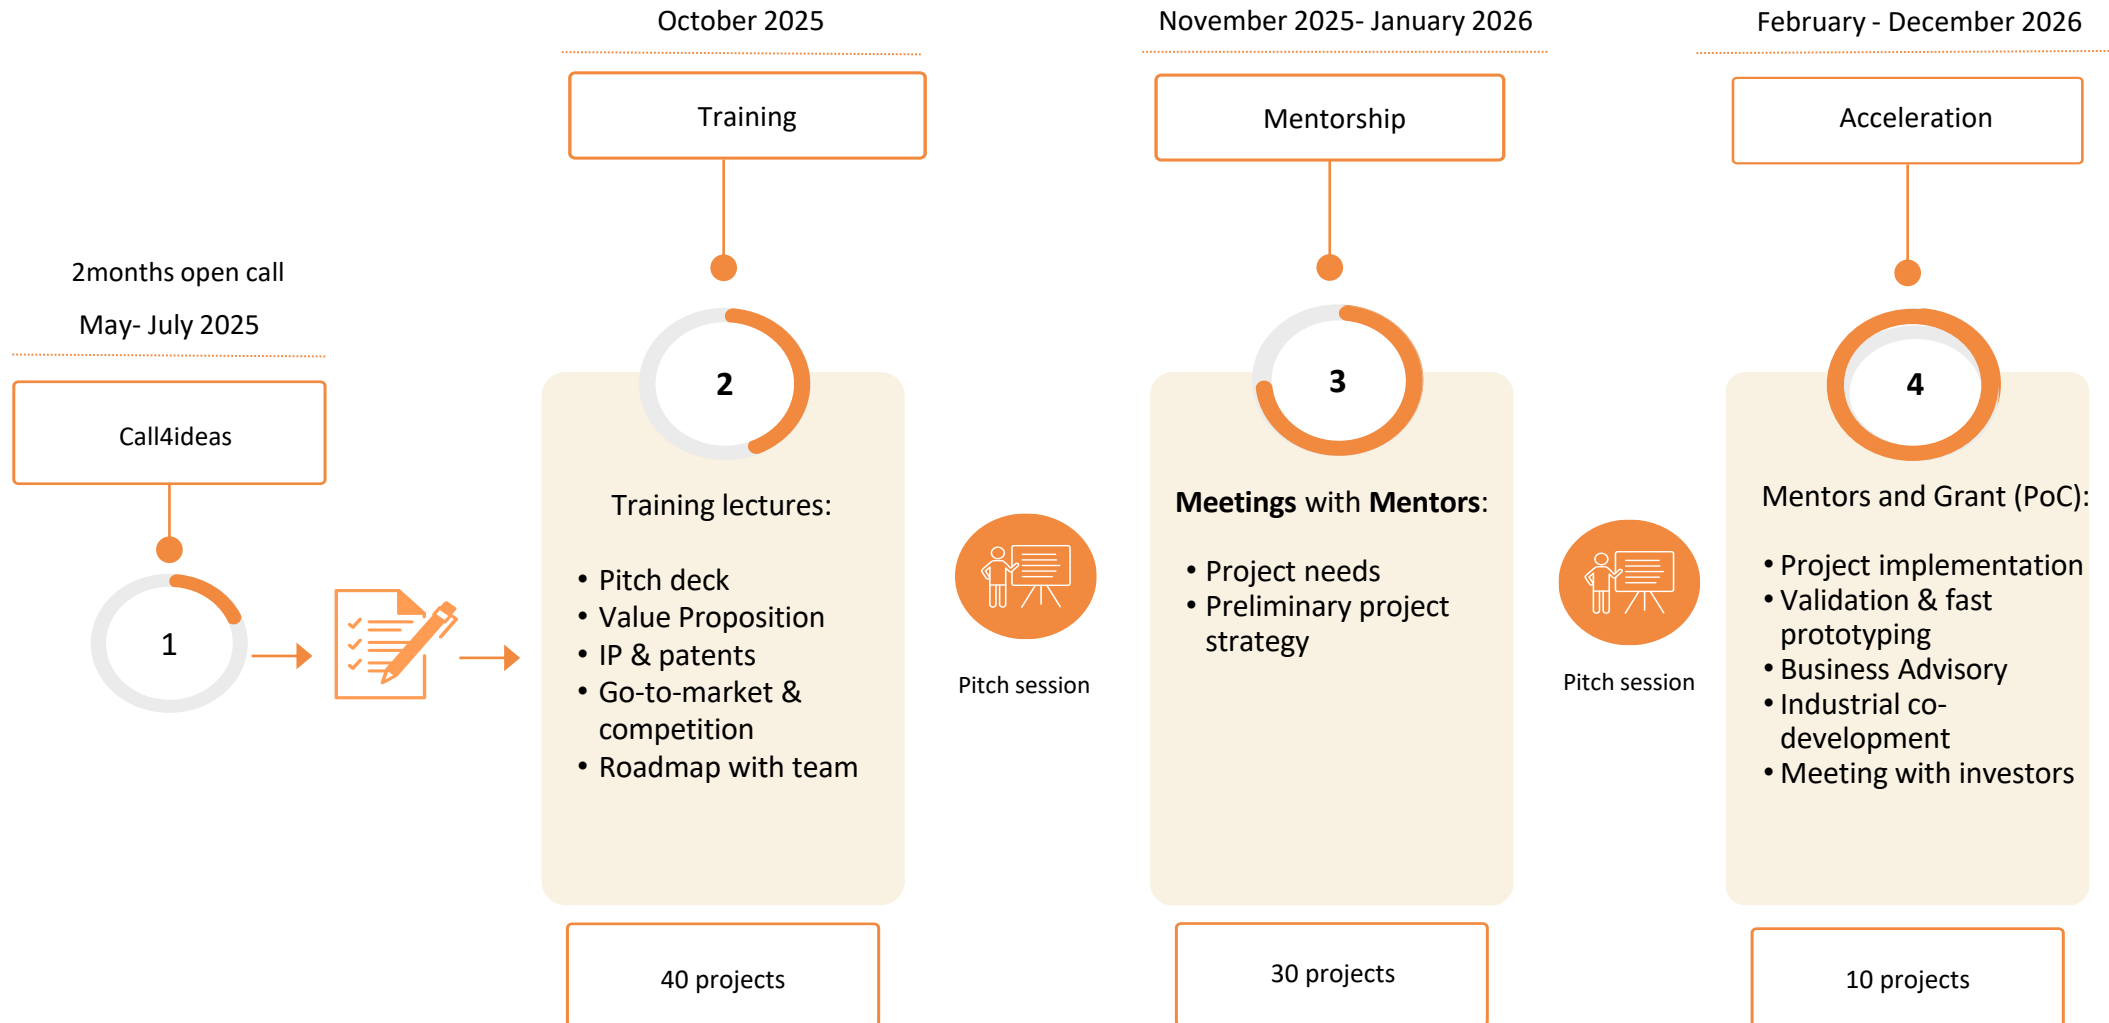 2months open call
May- July 2025
Call4ideas
1
October 2025
Training
2
Training lectures:
• Pitch deck
• Value Proposition
• IP & patents
• Go-to-market &
competition
• Roadmap with team
40 projects
Pitch session
November 2025- January 2026
Mentorship
3
Meetings with Mentors:
• Project needs
• Preliminary project
strategy
30 projects
Pitch session
February - December 2026
Acceleration
4
Mentors and Grant (PoC):
• Project implementation
• Validation & fast
prototyping
• Business Advisory
• Industrial co-
development
• Meeting with investors
10 projects